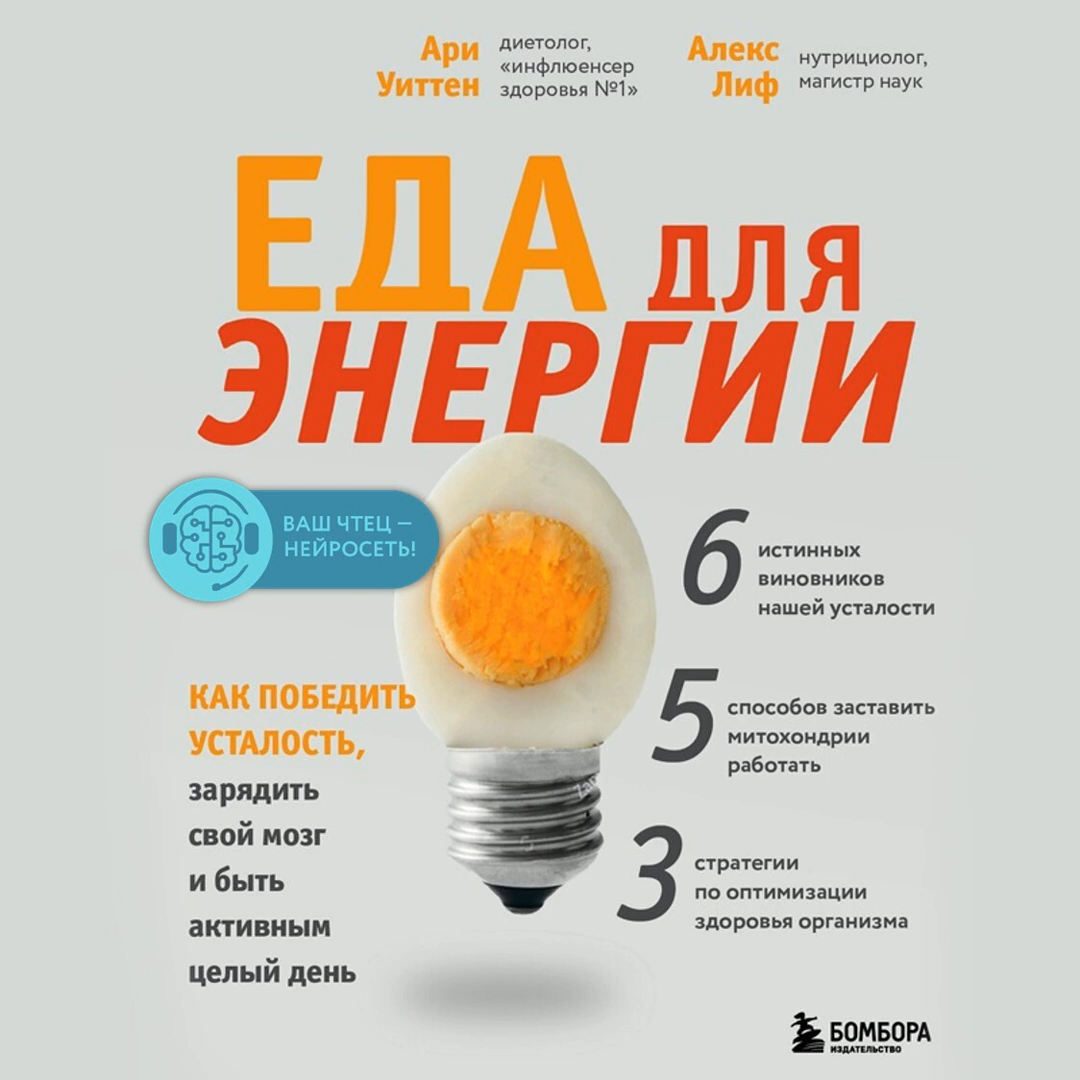 Ари
Уиттен
диетолог,
«инфлюенсер
здоровья №1»
Алекс
Лиф
нутрициолог,
магистр наук
ЕДА ДЛЯ
ЭНЕРГИИ
ВАШ ЧТЕЦ –
НЕЙРОСЕТЬ!
6 истинных
виновников
нашей усталости
КАК ПОБЕДИТЬ
УСТАЛОСТЬ,
зарядить
свой мозг
и быть
активным
целый день
5 способов заставить
митохондрии
работать
3 стратегии
по оптимизации
здоровья организма
БОМБОРА
ИЗДАТЕЛЬСТВО